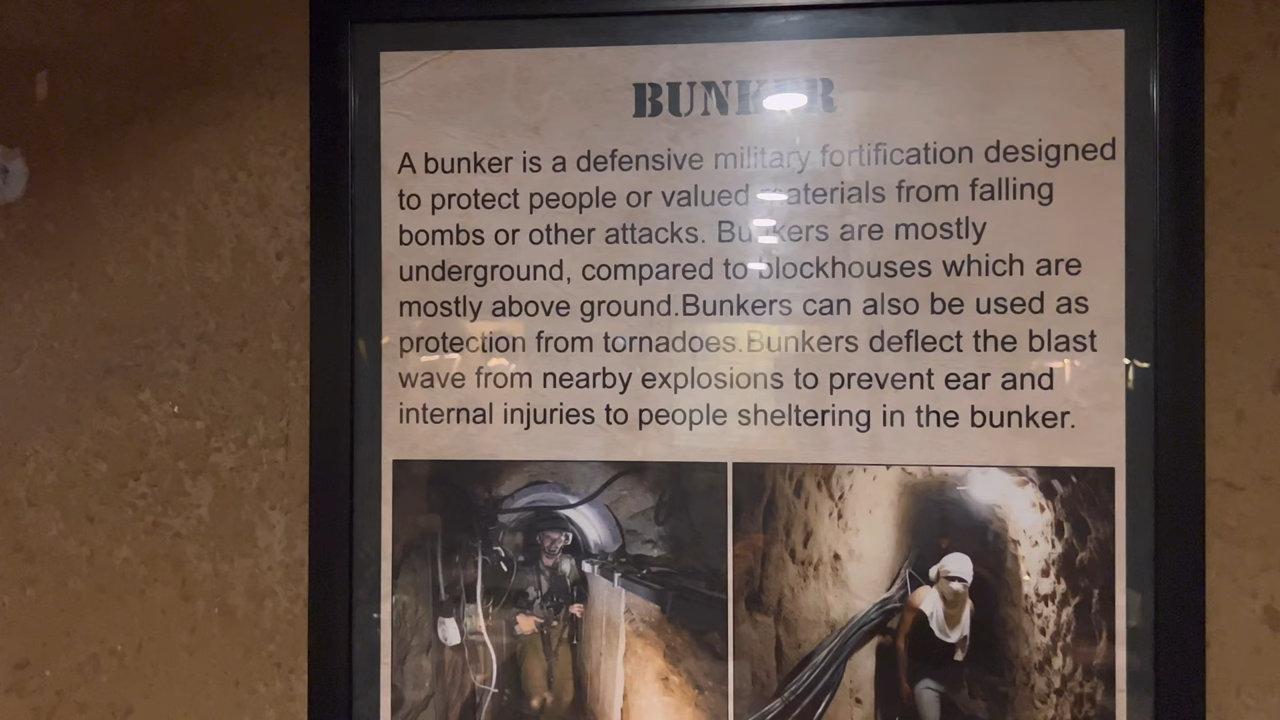 BUNKER
A bunker is a defensive military fortification designed
to protect people or valued materials from falling
bombs or other attacks. Bunkers are mostly
underground, compared to blockhouses which are
mostly above ground.Bunkers can also be used as
protection from tornadoes.Bunkers deflect the blast
wave from nearby explosions to prevent ear and
internal injuries to people sheltering in the bunker.